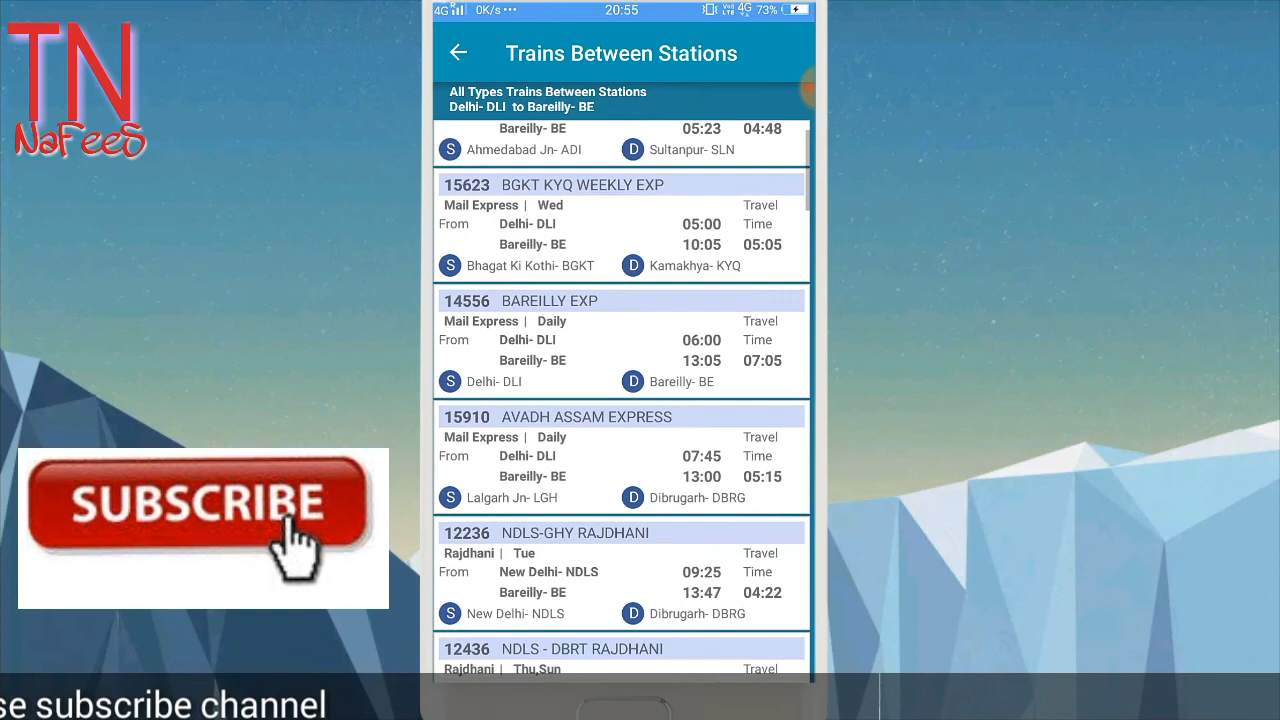 TN
NaFeeS
4G R 0K/s ••• 20:55 VoD LTE 4G 73%
Trains Between Stations
All Types Trains Between Stations
Delhi- DLI to Bareilly- BE
Bareilly- BE 05:23 04:48
S Ahmedabad Jn- ADI D Sultanpur- SLN
15623 BGKT KYQ WEEKLY EXP
Mail Express | Wed Travel
From Delhi- DLI 05:00 Time
Bareilly- BE 10:05 05:05
S Bhagat Ki Kothi- BGKT D Kamakhya- KYQ
14556 BAREILLY EXP
Mail Express | Daily Travel
From Delhi- DLI 06:00 Time
Bareilly- BE 13:05 07:05
S Delhi- DLI D Bareilly- BE
15910 AVADH ASSAM EXPRESS
Mail Express | Daily Travel
From Delhi- DLI 07:45 Time
Bareilly- BE 13:00 05:15
S Lalgarh Jn- LGH D Dibrugarh- DBRG
12236 NDLS-GHY RAJDHANI
Rajdhani | Tue Travel
From New Delhi- NDLS 09:25 Time
Bareilly- BE 13:47 04:22
S New Delhi- NDLS D Dibrugarh- DBRG
12436 NDLS - DBRT RAJDHANI
Rajdhani | Thu,Sun Travel
SUBSCRIBE
se subscribe channel